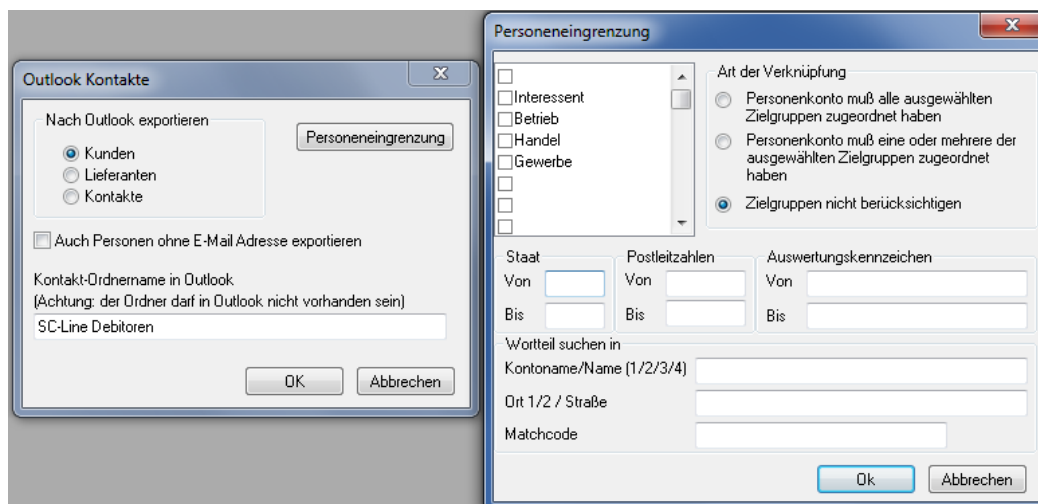 Outlook Kontakte
Nach Outlook exportieren
Personeneingrenzung
Kunden
Lieferanten
Kontakte
Auch Personen ohne E-Mail Adresse exportieren
Kontakt-Ordnername in Outlook
(Achtung: der Ordner darf in Outlook nicht vorhanden sein)
SC-Line Debitoren
OK
Abbrechen
Personeneingrenzung
Interessent
Betrieb
Handel
Gewerbe
Art der Verknüpfung
Personenkonto muß alle ausgewählten
Zielgruppen zugeordnet haben
Personenkonto muß eine oder mehrere der
ausgewählten Zielgruppen zugeordnet
haben
Zielgruppen nicht berücksichtigen
Staat
Von
Bis
Postleitzahlen
Von
Bis
Auswertungskennzeichen
Von
Bis
Wortteil suchen in
Kontoname/Name (1/2/3/4)
Ort 1/2 / Straße
Matchcode
Ok
Abbrechen